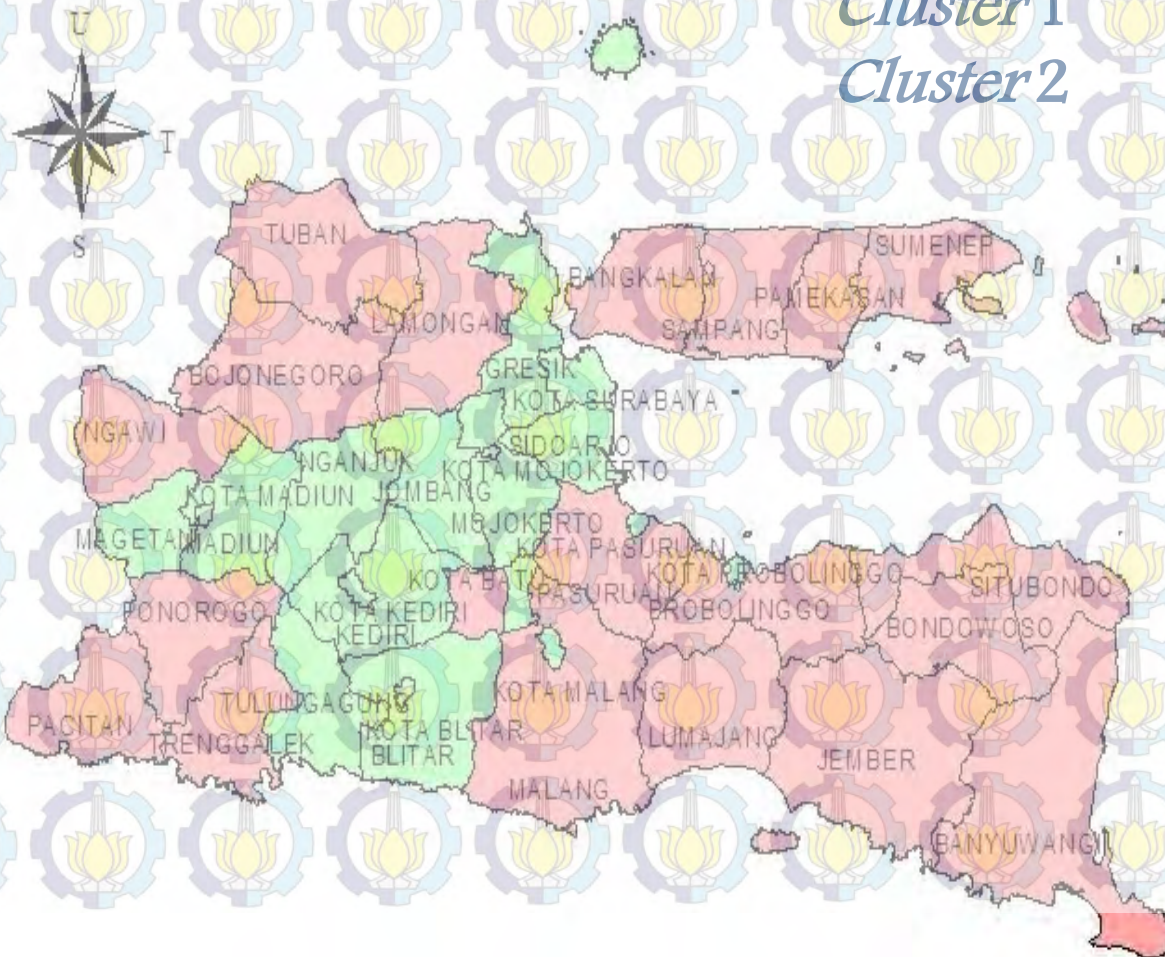 Cluster 1
Cluster 2
U
T
S
TUBAN
SUMENEP
BANGKALAN
PAMEKASAN
LAMONGAN
SAMPANG
BOJONEGORO
GRESIK
KOTA SURABAYA
NGAWI
SIDOARJO
NGANJUK
KOTA MOJOKERTO
KOTA MADIUN
JOMBANG
MOJOKERTO
MAGETAN
MADIUN
KOTA PASURUAN
KOTA PROBOLINGGO
KOTA BATU
PASURUAN
SITUBONDO
PONOROGO
KOTA KEDIRI
PROBOLINGGO
KEDIRI
BONDOWOSO
KOTA MALANG
TULUNGAGUNG
PACITAN
KOTA BLITAR
TRENGGALEK
LUMAJANG
BLITAR
JEMBER
MALANG
BANYUWANGI